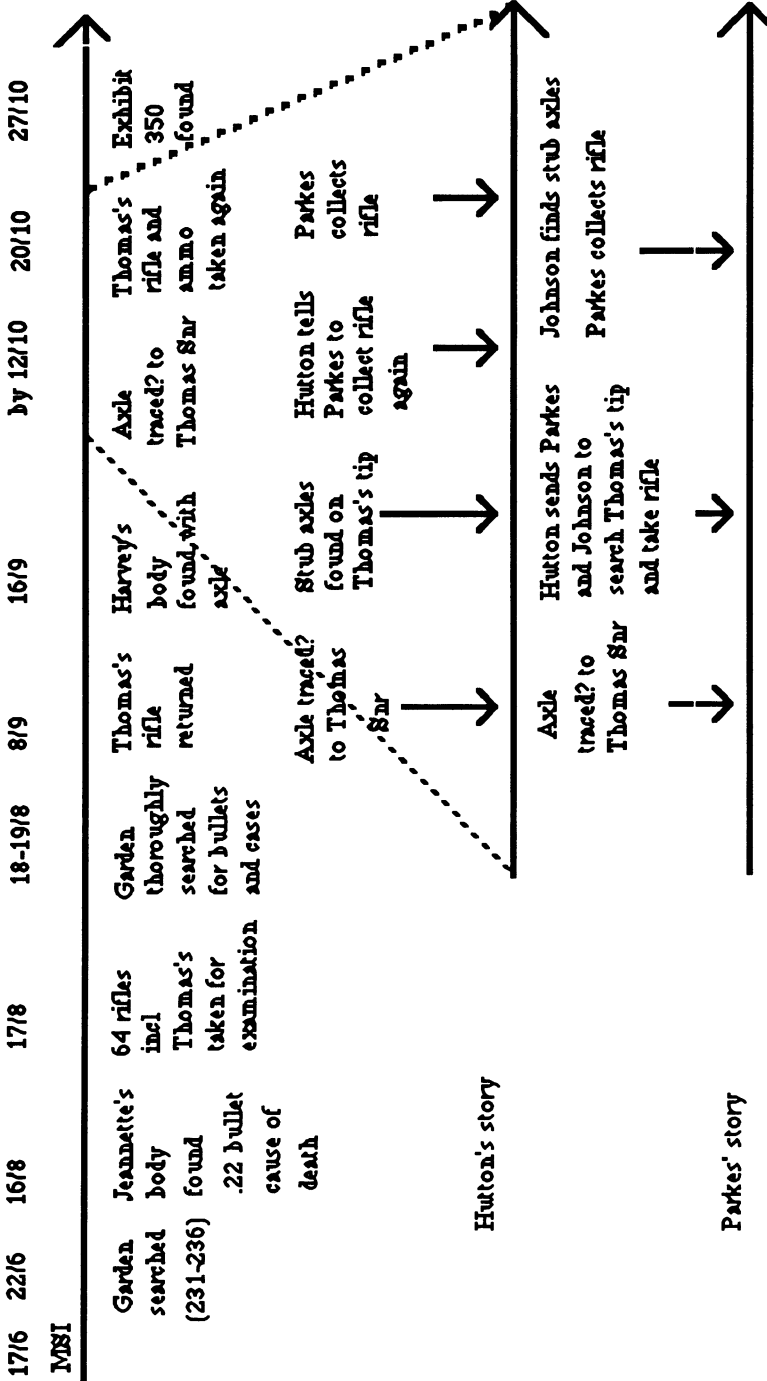 17/6 22/6 16/8 17/8 18-19/8 8/9 16/9 by 12/10 20/10 27/10
MSI
Garden
searched
(231-236)
Jeannette's
body
found
.22 bullet
cause of
death
64 rifles
incl
Thomas's
taken for
examination
Garden
thoroughly
searched
for bullets
and cases
Thomas's
rifle
returned
Harvey's
body
found, with
axle
Axle
traced? to
Thomas Snr
Thomas's
rifle and
ammo
taken again
Exhibit
350
found
Hutton's story
Axle traced?
to Thomas
Snr
Stub axles
found on
Thomas's tip
Hutton tells
Parkes to
collect rifle
again
Parkes
collects
rifle
Parkes' story
Axle
traced? to
Thomas Snr
Hutton sends Parkes
and Johnson to
search Thomas's tip
and take rifle
Johnson finds stub axles
Parkes collects rifle